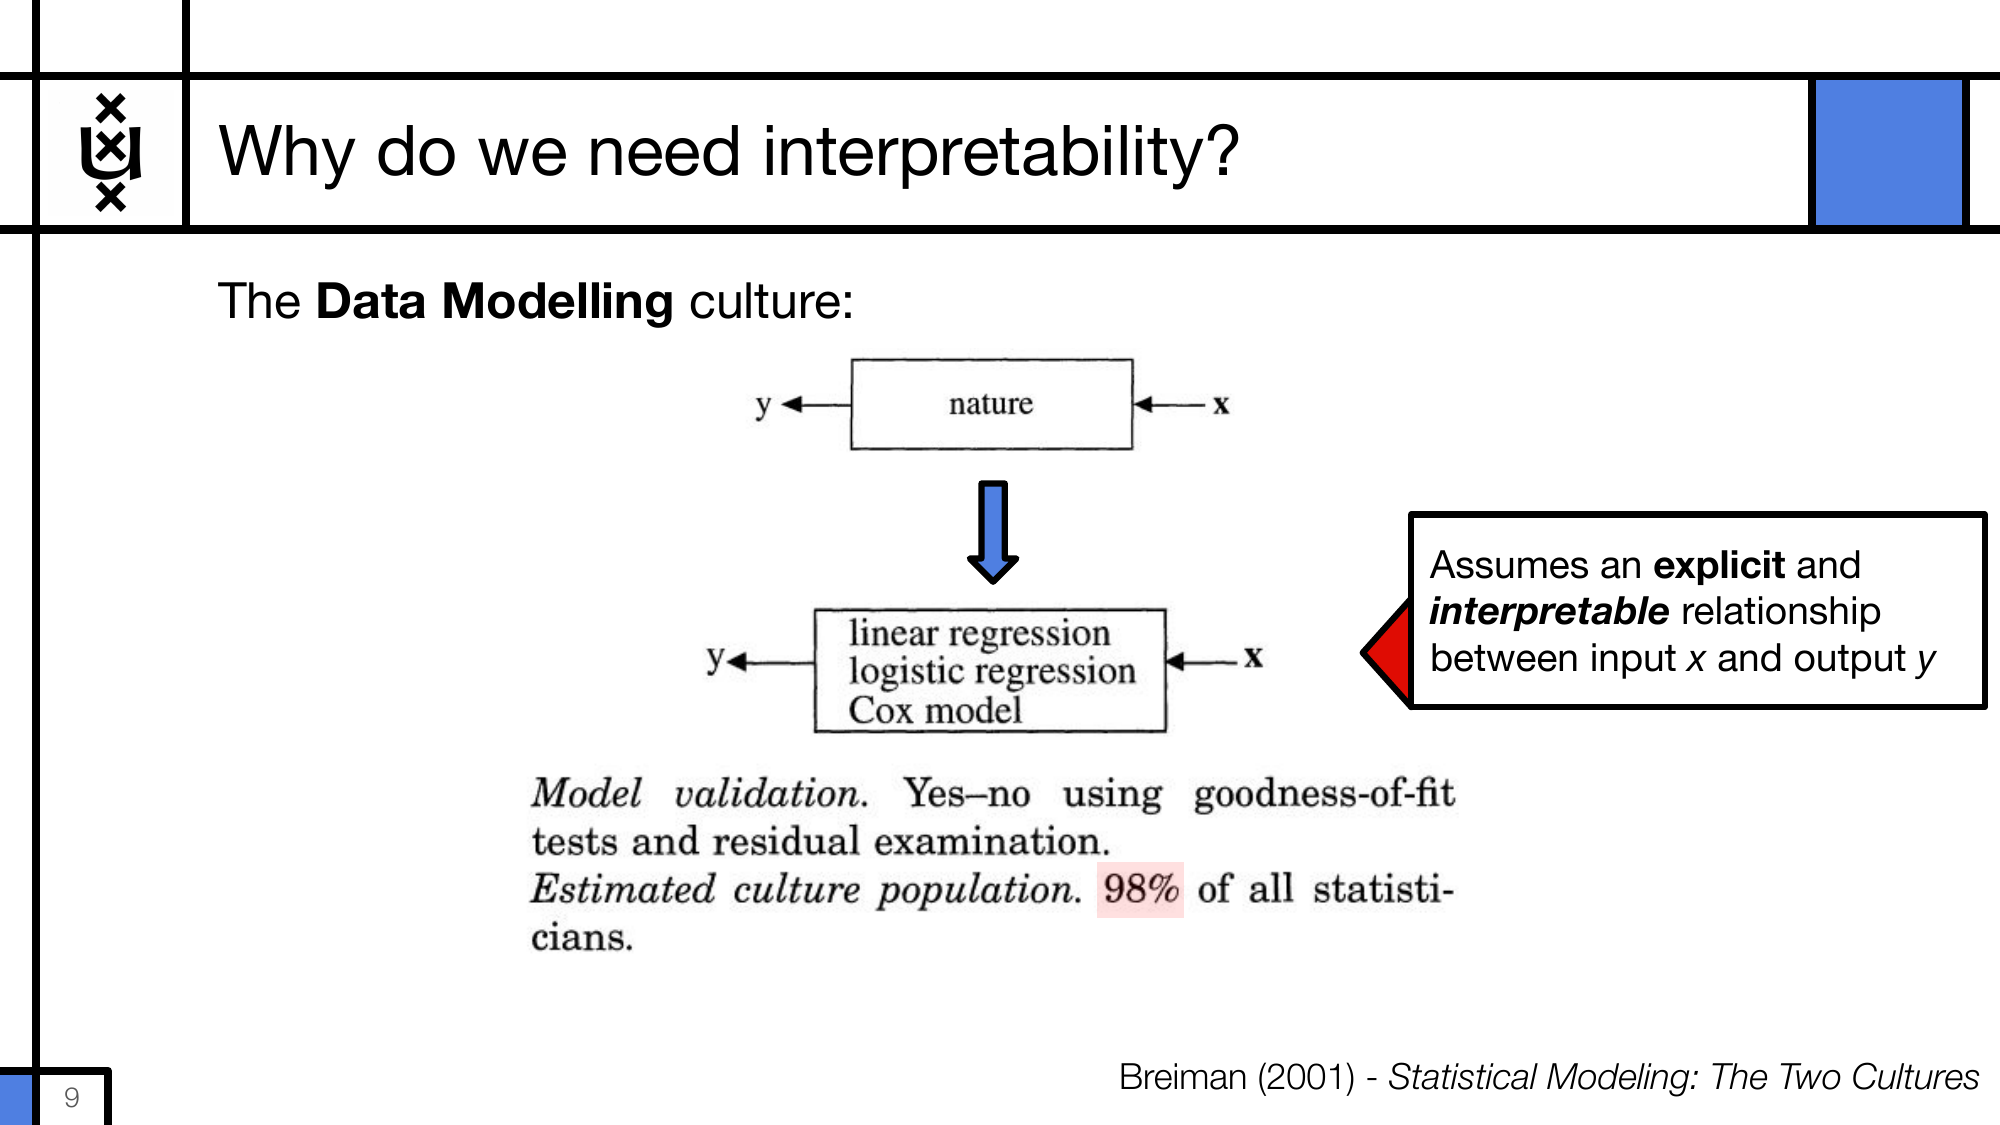 Why do we need interpretability?
The Data Modelling culture:
y nature x
y linear regression x
logistic regression
Cox model
Assumes an explicit and
interpretable relationship
between input x and output y
Model validation. Yes–no using goodness-of-fit
tests and residual examination.
Estimated culture population. 98% of all statisti-
cians.
Breiman (2001) - Statistical Modeling: The Two Cultures
9